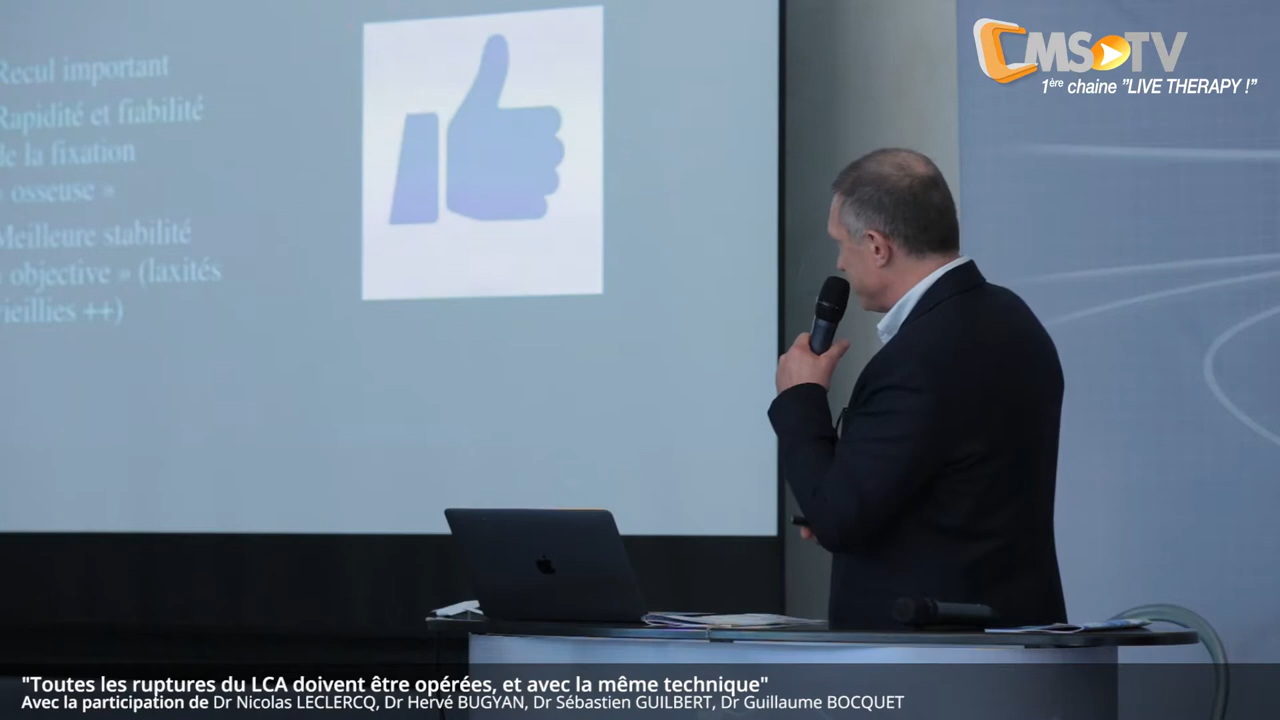 Recul important
Rapidité et fiabilité
de la fixation
« osseuse »
Meilleure stabilité
« objective » (laxités
vieillies ++)
CMS TV
1ère chaine "LIVE THERAPY !"
"Toutes les ruptures du LCA doivent être opérées, et avec la même technique"
Avec la participation de Dr Nicolas LECLERCQ, Dr Hervé BUGYAN, Dr Sébastien GUILBERT, Dr Guillaume BOCQUET